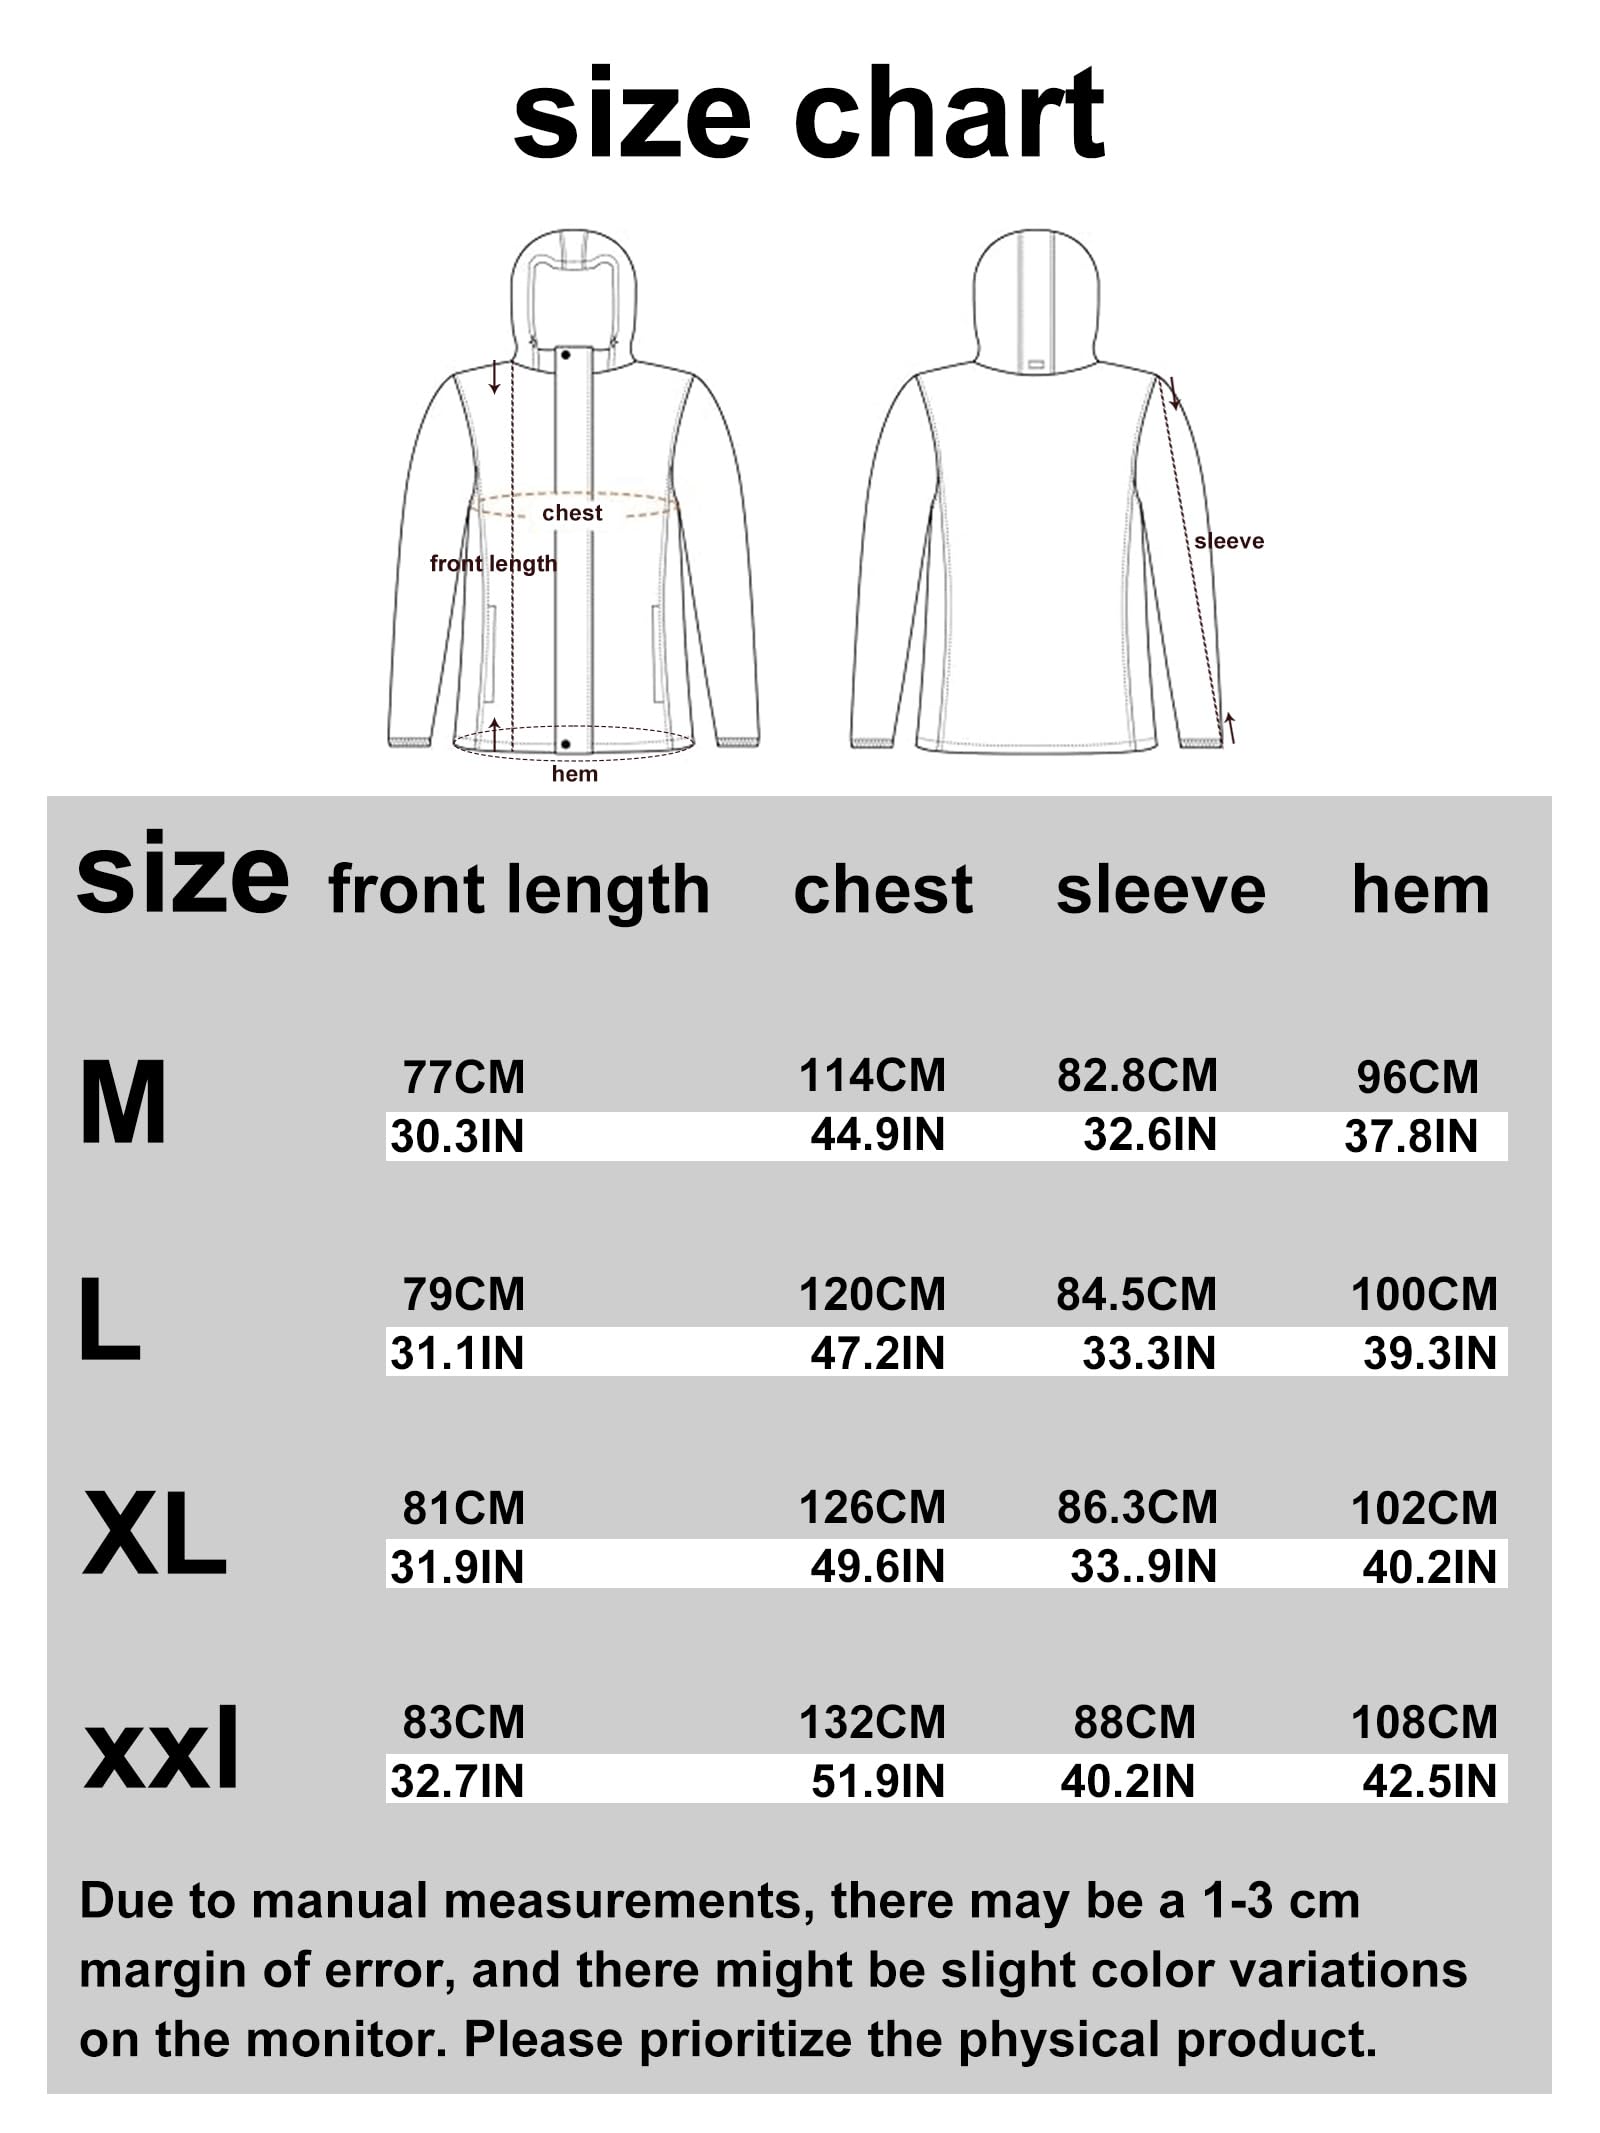 size chart
chest
front length
sleeve
hem
size front length chest sleeve hem
M 77CM 114CM 82.8CM 96CM
30.3IN 44.9IN 32.6IN 37.8IN
L 79CM 120CM 84.5CM 100CM
31.1IN 47.2IN 33.3IN 39.3IN
XL 81CM 126CM 86.3CM 102CM
31.9IN 49.6IN 33..9IN 40.2IN
xxl 83CM 132CM 88CM 108CM
32.7IN 51.9IN 40.2IN 42.5IN
Due to manual measurements, there may be a 1-3 cm
margin of error, and there might be slight color variations
on the monitor. Please prioritize the physical product.